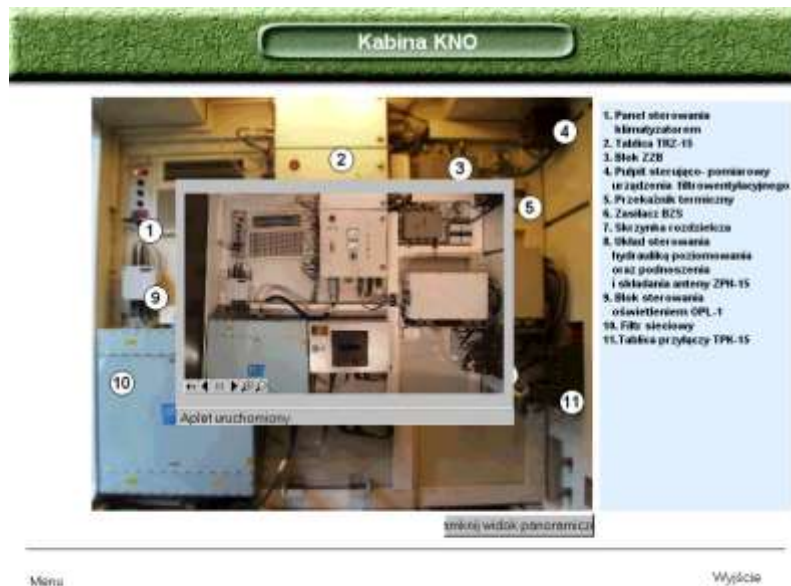 Kabina KNO
1. Panel sterowania
klimatyzatorem
2. Tablica TRZ-15
3. Blok ZZB
4. Pulpit sterująco- pomiarowy
urządzenia filtrowentylacyjnego
5. Przekaźnik termiczny
6. Zasilacz BZS
7. Skrzynka rozdzielcza
8. Układ sterowania
hydrauliką poziomowania
oraz podnoszenia
i składania anteny ZPH-15
9. Blok sterowania
oświetleniem OPL-1
10. Filtr sieciowy
11.Tablica przyłączy TPK-15
1
2
3
4
5
9
10
11
Aplet uruchomiony
widok panoramicz
Menu
Wyjście